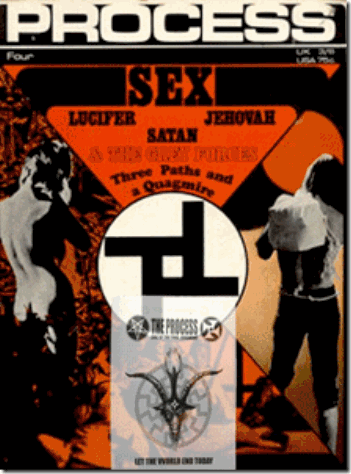 PROCESS
Four
UK 3/6
USA 75c
SEX
LUCIFER JEHOVAH
SATAN
& THE GREY FORCES
Three Paths and
a Quagmire
THE PROCESS
LET THE WORLD END TODAY